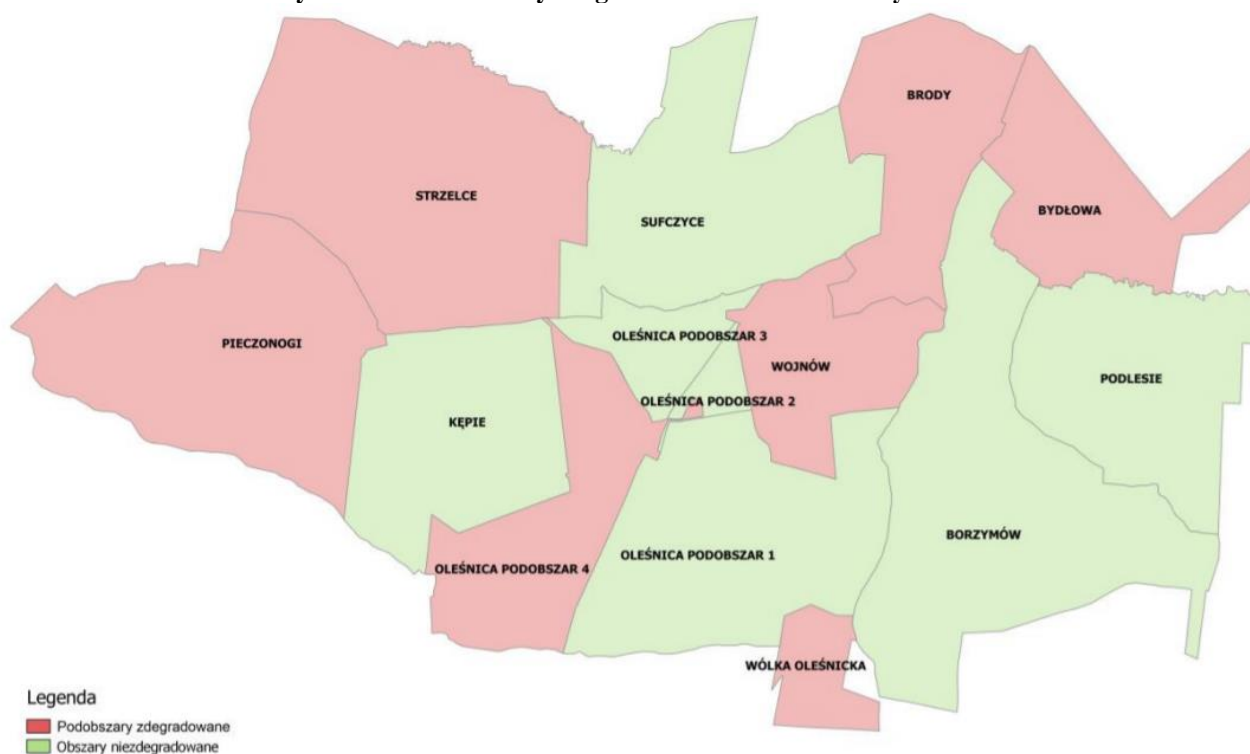 BRODY
STRZELCE
BYDŁOWA
SUFCZYCE
OLEŚNICA PODOBSZAR 3
PIECZONOGI
WOJNÓW
PODLESIE
OLEŚNICA PODOBSZAR 2
KĘPIE
BORZYMÓW
OLEŚNICA PODOBSZAR 1
OLEŚNICA PODOBSZAR 4
WÓLKA OLEŚNICKA
Legenda
Podobszary zdegradowane
Obszary niezdegradowane